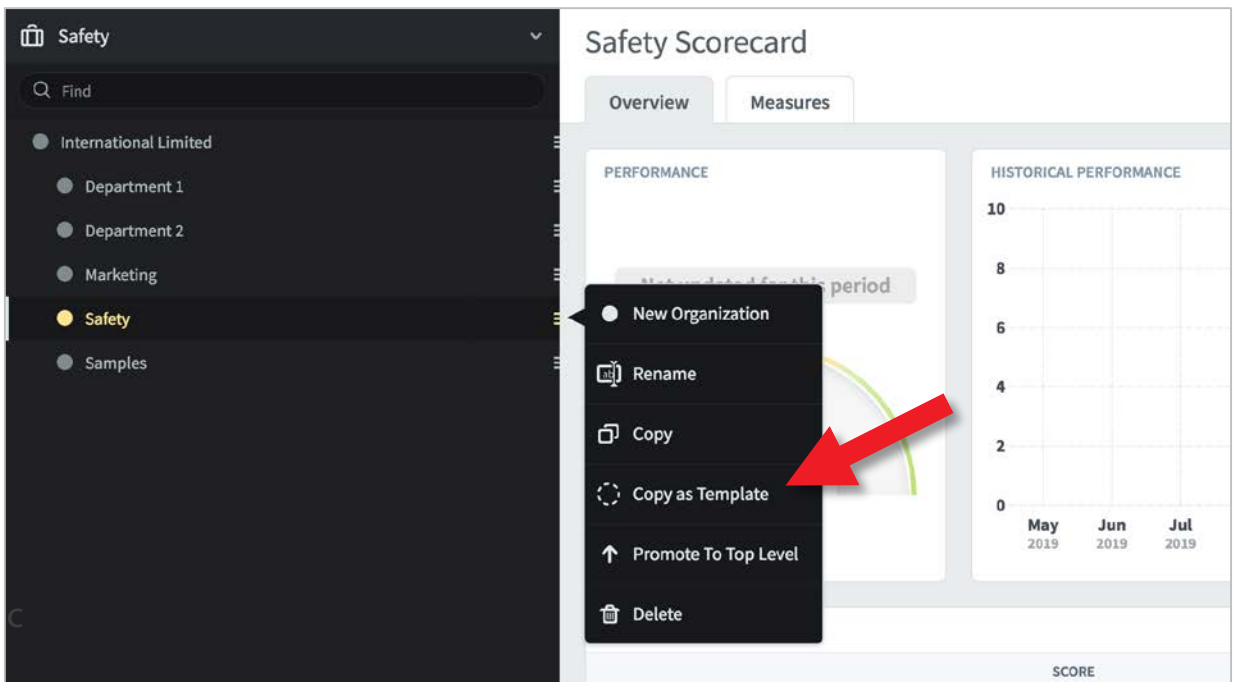 Safety
Find
International Limited
Department 1
Department 2
Marketing
Safety
Samples
Safety Scorecard
Overview
Measures
PERFORMANCE
period
New Organization
Rename
Copy
Copy as Template
Promote To Top Level
Delete
HISTORICAL PERFORMANCE
10
8
6
4
2
0
May Jun Jul
2019 2019 2019
SCORE